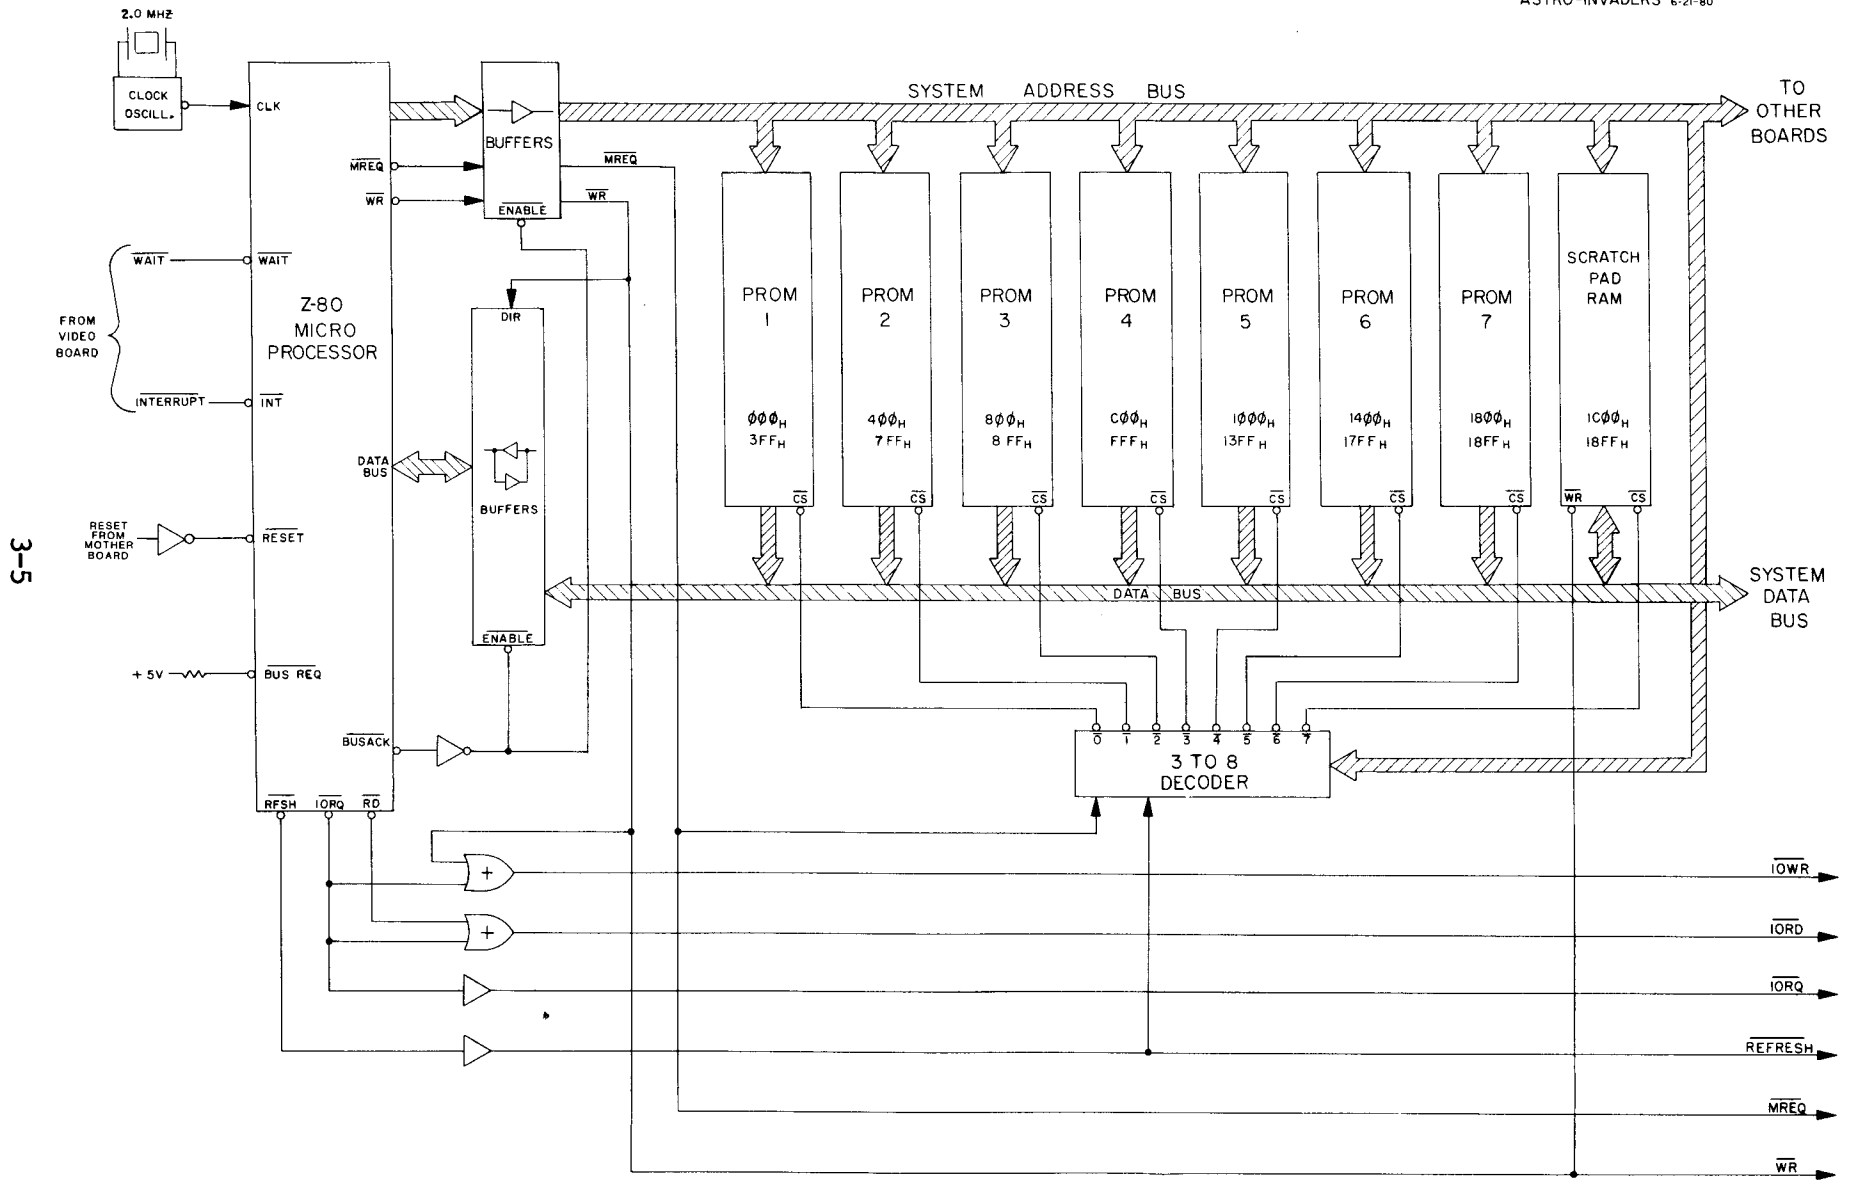 ASTRO-INVADERS 6-21-80
2.0 MHZ
CLOCK
OSCILL.
CLK
BUFFERS
SYSTEM ADDRESS BUS
TO
OTHER
BOARDS
MREQ
MREQ
WR
WR
ENABLE
WAIT
WAIT
FROM
VIDEO
BOARD
INTERRUPT
INT
Z-80
MICRO
PROCESSOR
DIR
DATA
BUS
BUFFERS
ENABLE
RESET
FROM
MOTHER
BOARD
RESET
+5V
BUS REQ
BUSACK
RFSH IORQ RD
PROM
1
ØØØH
3FFH
CS
PROM
2
4ØØH
7FFH
CS
PROM
3
8ØØH
8FFH
CS
PROM
4
CØØH
FFFH
CS
PROM
5
1ØØØH
13FFH
CS
PROM
6
14ØØH
17FFH
CS
PROM
7
18ØØH
18FFH
CS
SCRATCH
PAD
RAM
1CØØH
18FFH
WR CS
DATA BUS
SYSTEM
DATA
BUS
0 1 2 3 4 5 6 7
3 TO 8
DECODER
+
IOWR
+
IORD
IORQ
REFRESH
MREQ
WR
3-5